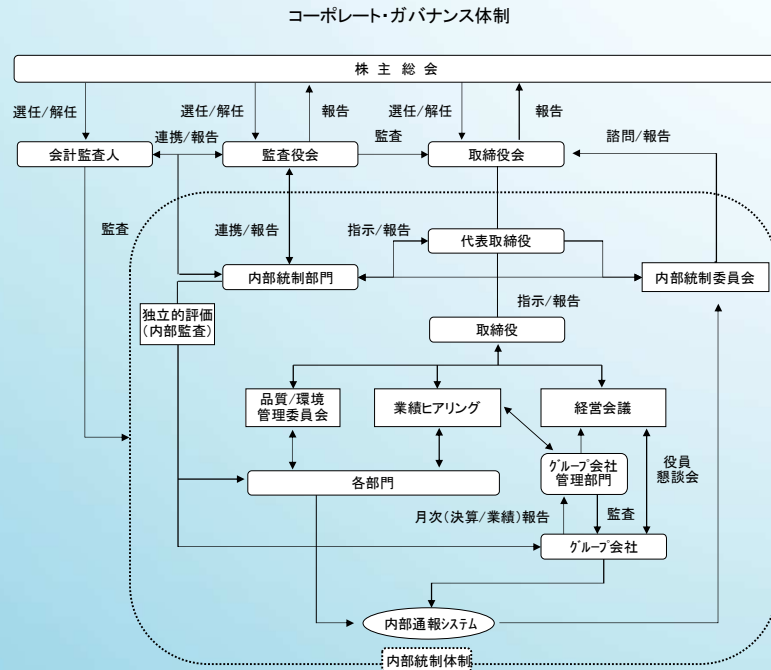 コーポレート・ガバナンス体制
株 主 総 会
選任/解任
選任/解任
報告
選任/解任
報告
諮問/報告
連携/報告
会計監査人
監査役会
監査
取締役会
監査
連携/報告
指示/報告
代表取締役
内部統制部門
内部統制委員会
指示/報告
独立的評価
(内部監査)
取締役
品質/環境
管理委員会
業績ヒアリング
経営会議
グループ会社
管理部門
役員
懇談会
各部門
月次(決算/業績)報告
監査
グループ会社
内部通報システム
内部統制体制